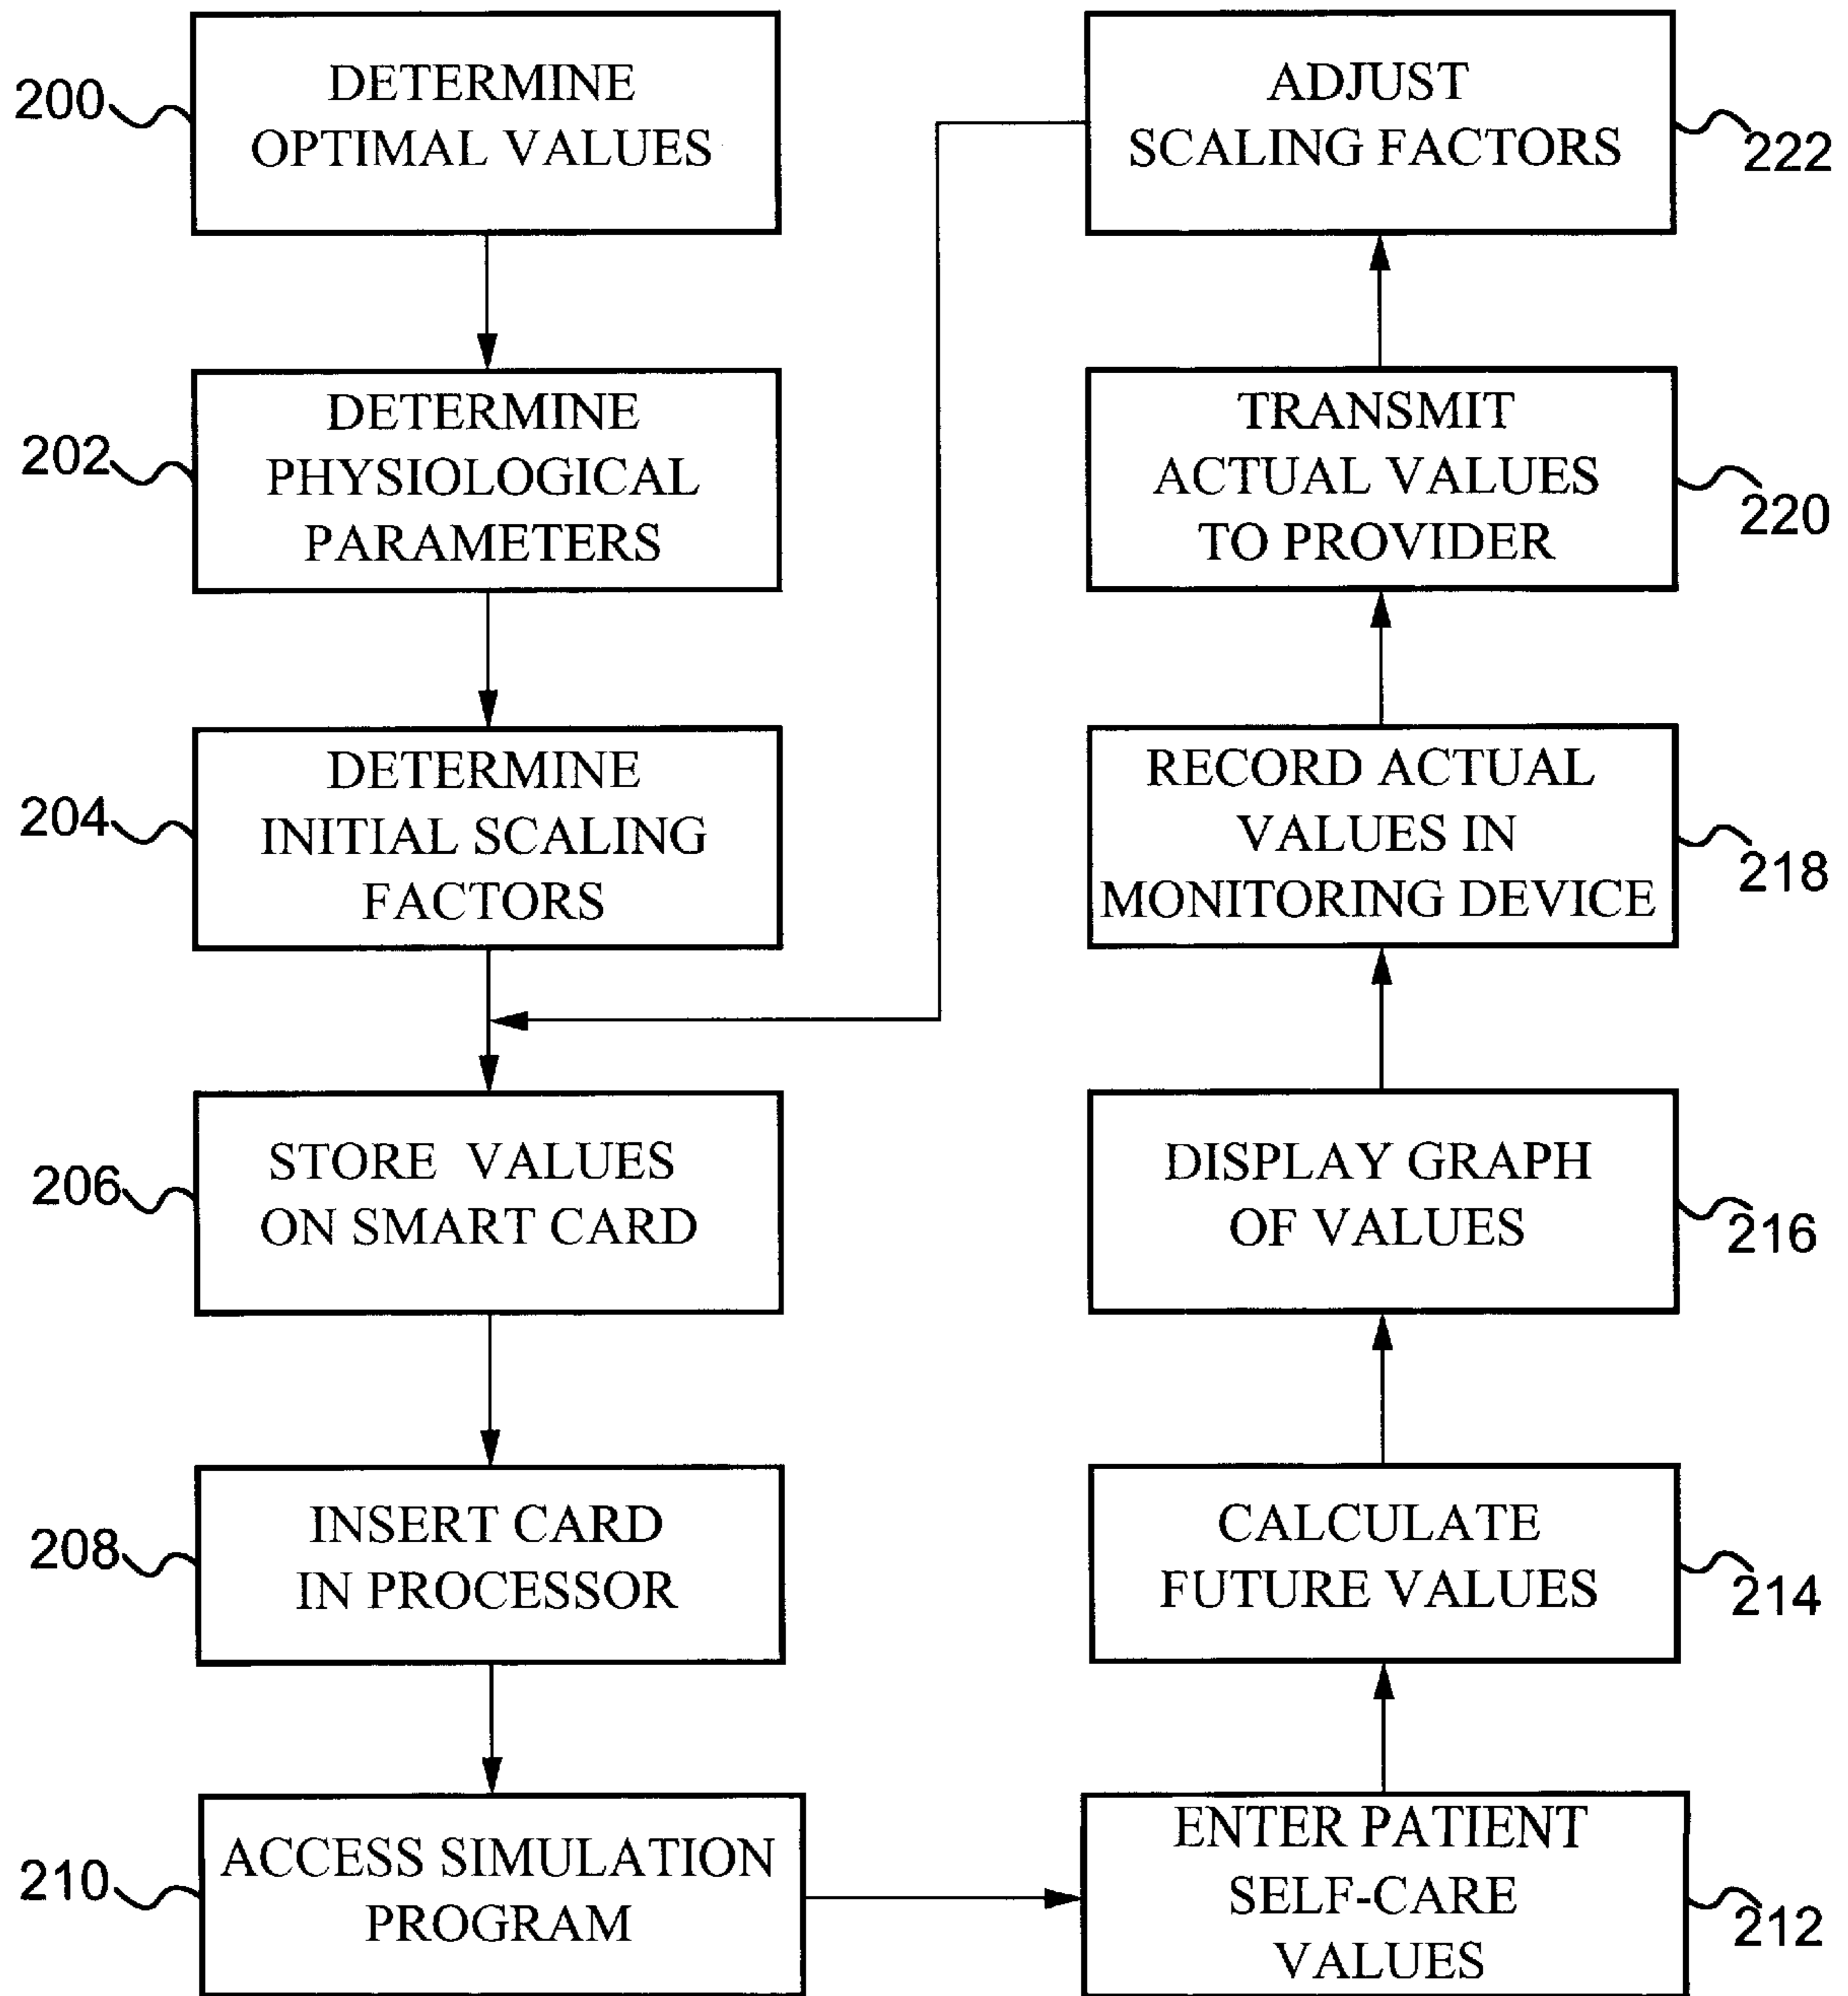 200
DETERMINE
OPTIMAL VALUES
202
DETERMINE
PHYSIOLOGICAL
PARAMETERS
204
DETERMINE
INITIAL SCALING
FACTORS
206
STORE VALUES
ON SMART CARD
208
INSERT CARD
IN PROCESSOR
210
ACCESS SIMULATION
PROGRAM
ENTER PATIENT
SELF-CARE
VALUES
212
CALCULATE
FUTURE VALUES
214
DISPLAY GRAPH
OF VALUES
216
RECORD ACTUAL
VALUES IN
MONITORING DEVICE
218
TRANSMIT
ACTUAL VALUES
TO PROVIDER
220
ADJUST
SCALING FACTORS
222